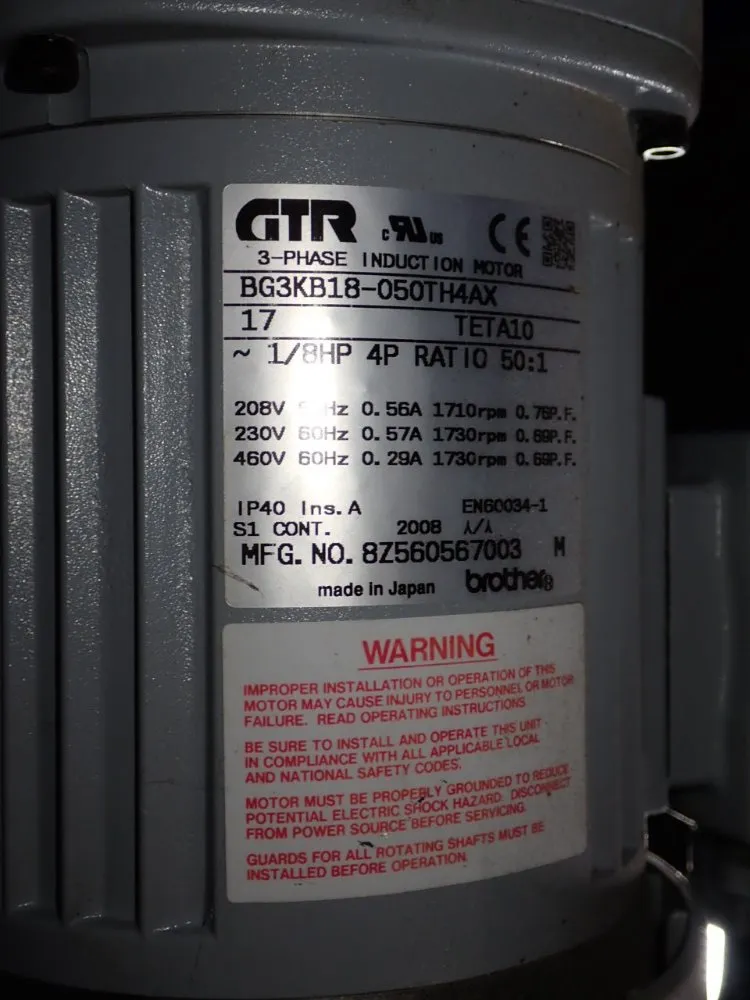 GTR c RU us CE
3-PHASE INDUCTION MOTOR
BG3KB18-050TH4AX
17 TETA10
~ 1/8HP 4P RATIO 50:1
208V Hz 0.56A 1710rpm 0.76P.F.
230V 60Hz 0.57A 1730rpm 0.69P.F.
460V 60Hz 0.29A 1730rpm 0.69P.F.
IP40 Ins.A EN60034-1
S1 CONT. 2008 ⅄/⅄
MFG. NO. 8Z560567003 M
made in Japan brother®
WARNING
IMPROPER INSTALLATION OR OPERATION OF THIS
MOTOR MAY CAUSE INJURY TO PERSONNEL OR MOTOR
FAILURE. READ OPERATING INSTRUCTIONS.
BE SURE TO INSTALL AND OPERATE THIS UNIT
IN COMPLIANCE WITH ALL APPLICABLE LOCAL
AND NATIONAL SAFETY CODES.
MOTOR MUST BE PROPERLY GROUNDED TO REDUCE
POTENTIAL ELECTRIC SHOCK HAZARD. DISCONNECT
FROM POWER SOURCE BEFORE SERVICING.
GUARDS FOR ALL ROTATING SHAFTS MUST BE
INSTALLED BEFORE OPERATION.